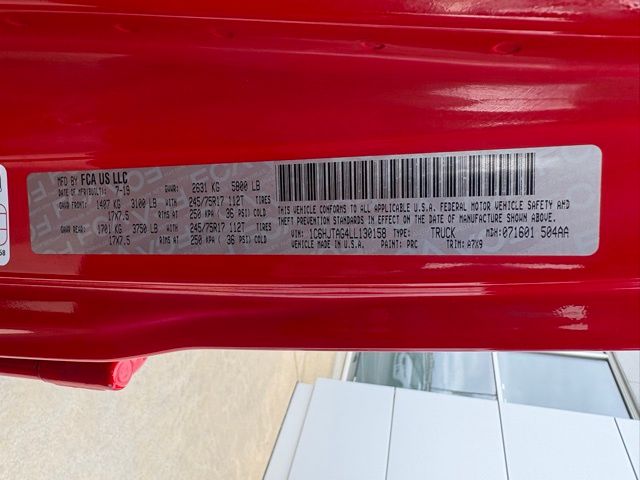 MFD BY FCA US LLC
DATE OF MFR/BUILT: 7-19 GVWR: 2631 KG 5800 LB
GAWR FRONT: 1407 KG 3100 LB WITH 245/75R17 112T TIRES
17X7.5 RIMS AT 250 KPA ( 36 PSI) COLD
GAWR REAR: 1701 KG 3750 LB WITH 245/75R17 112T TIRES
17X7.5 RIMS AT 250 KPA ( 36 PSI) COLD
THIS VEHICLE CONFORMS TO ALL APPLICABLE U.S.A. FEDERAL MOTOR VEHICLE SAFETY
AND THEFT PREVENTION STANDARDS IN EFFECT ON THE DATE OF MANUFACTURE SHOWN ABOVE.
VIN: 1C6HJTAG4LL130158 TYPE: TRUCK MDH: 071601 504AA
MADE IN U.S.A. PAINT: PRC TRIM: A7X9